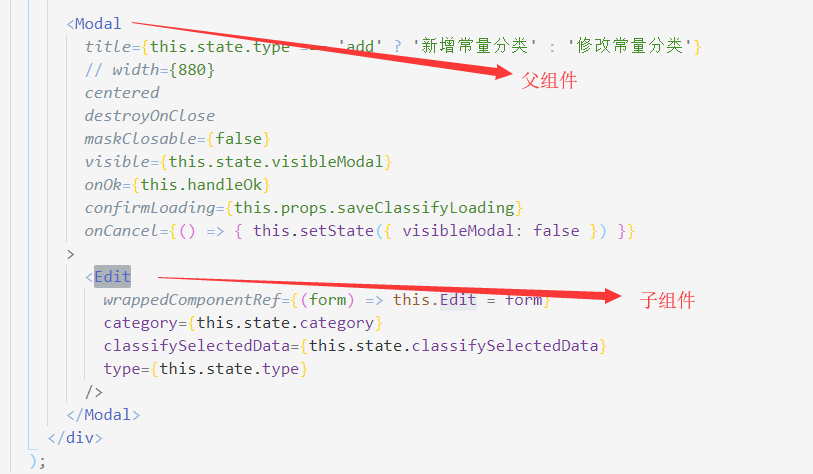 <Modal
title={this.state.type === 'add' ? '新增常量分类' : '修改常量分类'}
// width={880}
父组件
centered
destroyOnClose
maskClosable={false}
visible={this.state.visibleModal}
onOk={this.handleOk}
confirmLoading={this.props.saveClassifyLoading}
onCancel={() => { this.setState({ visibleModal: false }) }}
>
<Edit
wrappedComponentRef={(form) => this.Edit = form}
子组件
category={this.state.category}
classifySelectedData={this.state.classifySelectedData}
type={this.state.type}
/>
</Modal>
</div>
);